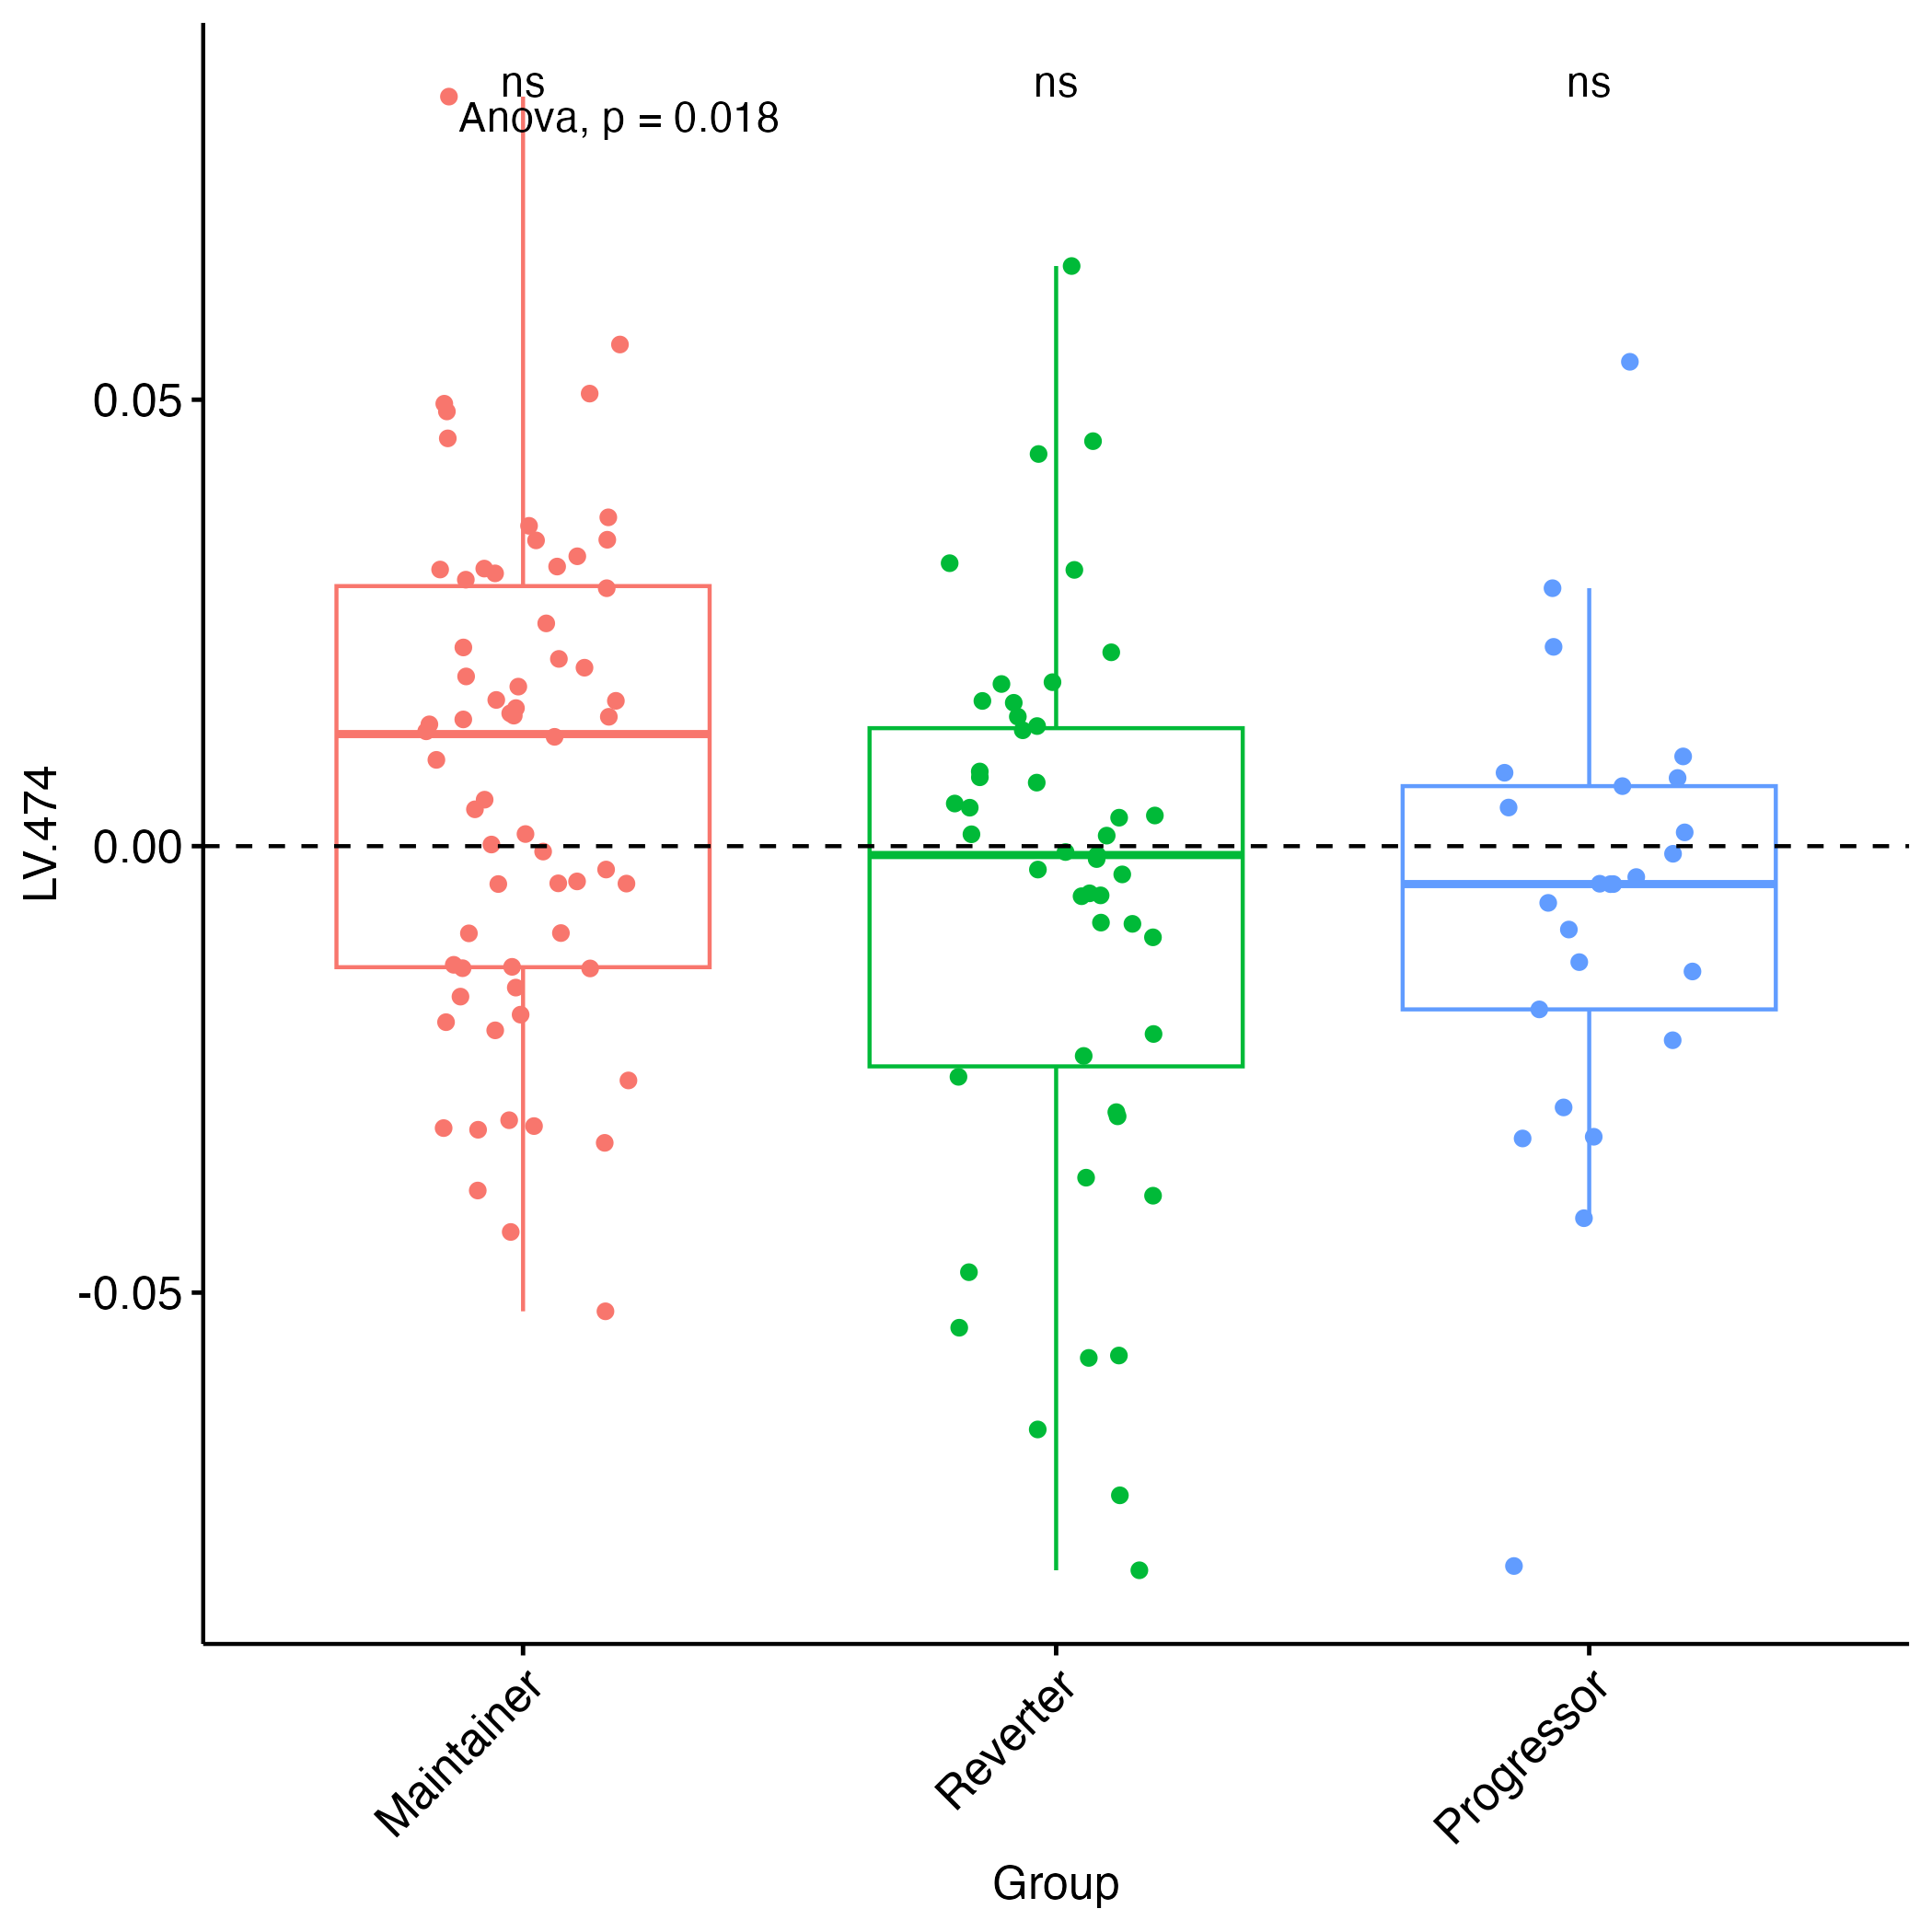 ns
ns
ns
Anova, p = 0.018
0.05
0.00
-0.05
LV.474
Maintainer
Reverter
Progressor
Group